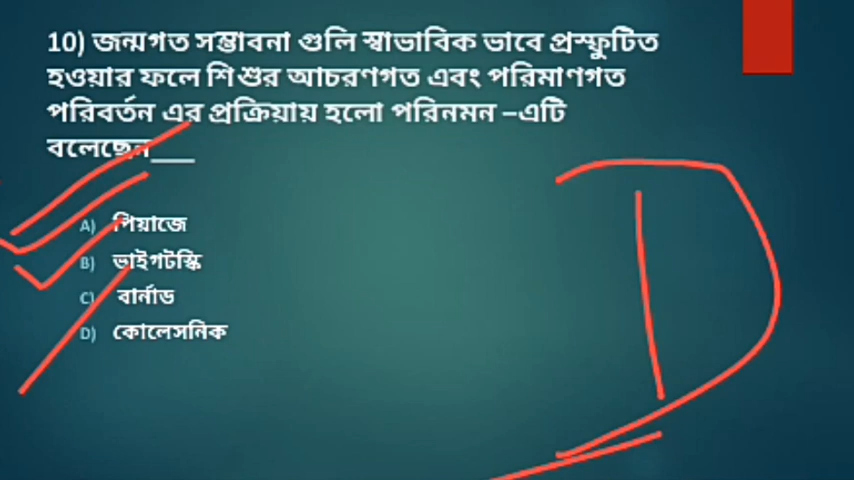 10) জন্মগত সম্ভাবনা গুলি স্বাভাবিক ভাবে প্রস্ফুটিত
হওয়ার ফলে শিশুর আচরণগত এবং পরিমাণগত
পরিবর্তন এর প্রক্রিয়ায় হলো পরিনমন –এটি
বলেছেন___
A) পিয়াজে
B) ভাইগটস্কি
C) বার্নাড
D) কোলেসনিক
D